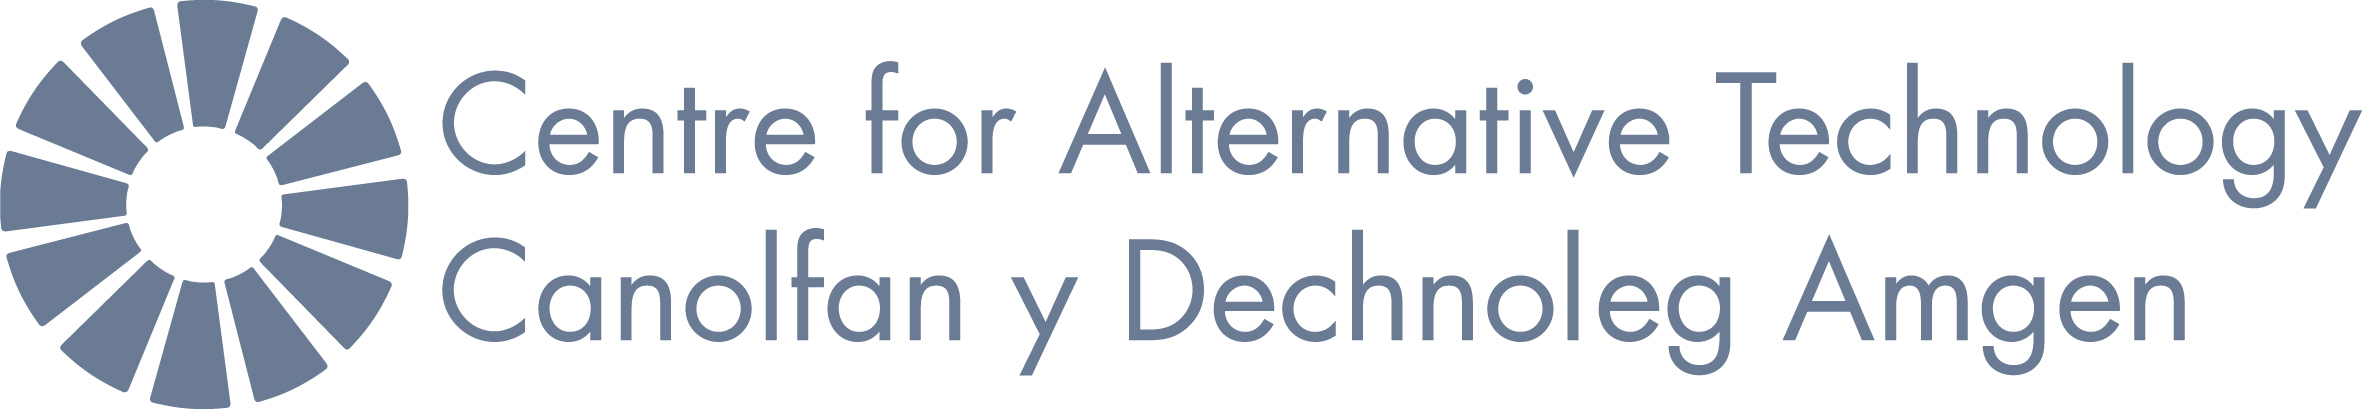 Centre for Alternative Technology
Canolfan y Dechnoleg Amgen